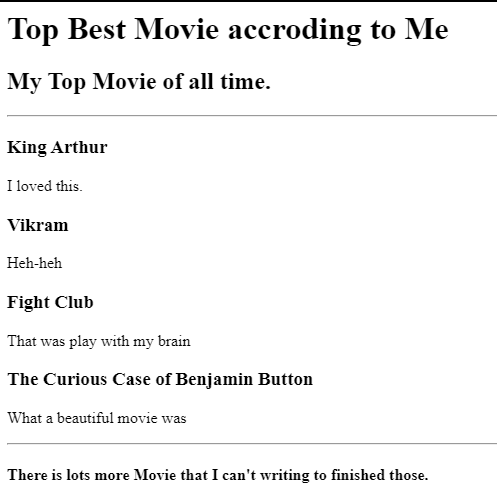 Top Best Movie accroding to Me
My Top Movie of all time.
King Arthur
I loved this.
Vikram
Heh-heh
Fight Club
That was play with my brain
The Curious Case of Benjamin Button
What a beautiful movie was
There is lots more Movie that I can't writing to finished those.